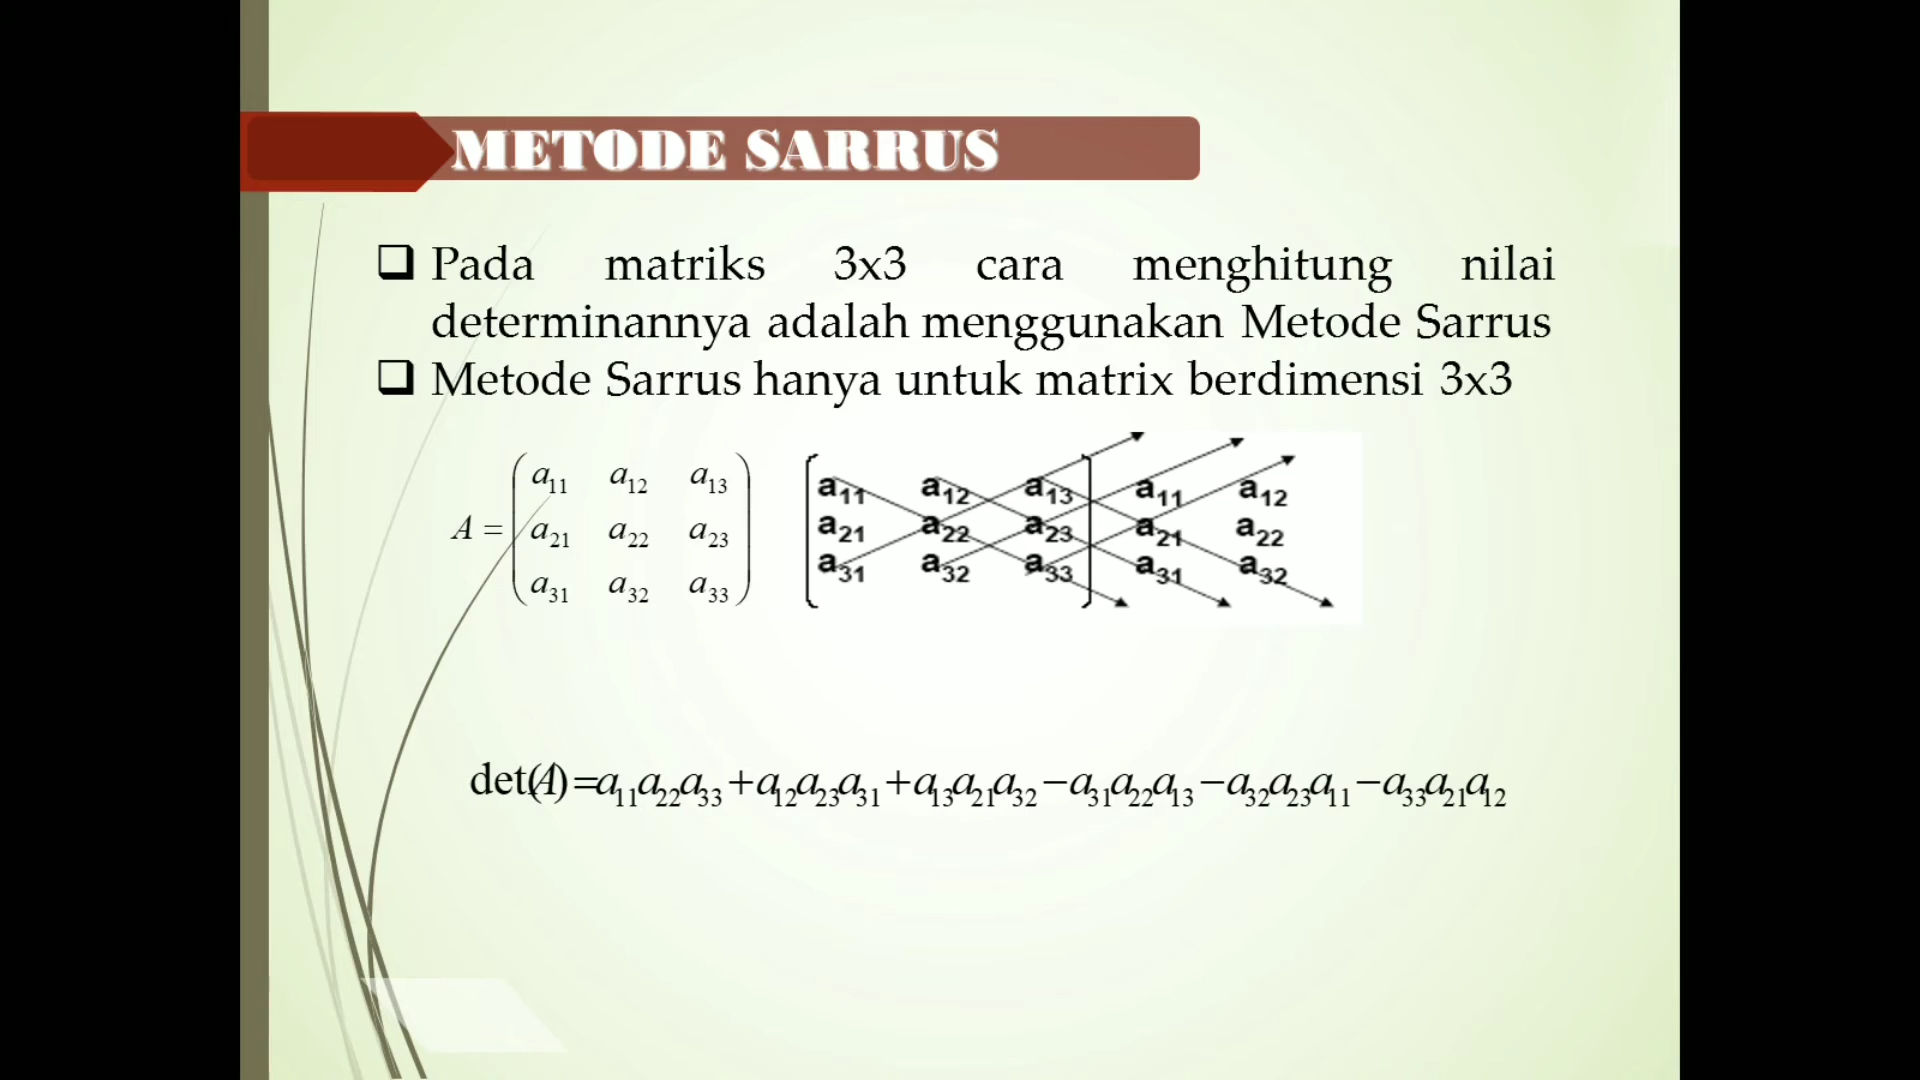 METODE SARRUS
Pada matriks 3x3 cara menghitung nilai
determinannya adalah menggunakan Metode Sarrus
Metode Sarrus hanya untuk matrix berdimensi 3x3
a₁₁ a₁₂ a₁₃
A = a₂₁ a₂₂ a₂₃
a₃₁ a₃₂ a₃₃
a₁₁ a₁₂ a₁₃ a₁₁ a₁₂
a₂₁ a₂₂ a₂₃ a₂₁ a₂₂
a₃₁ a₃₂ a₃₃ a₃₁ a₃₂
det(A)=a₁₁a₂₂a₃₃+a₁₂a₂₃a₃₁+a₁₃a₂₁a₃₂−a₃₁a₂₂a₁₃−a₃₂a₂₃a₁₁−a₃₃a₂₁a₁₂